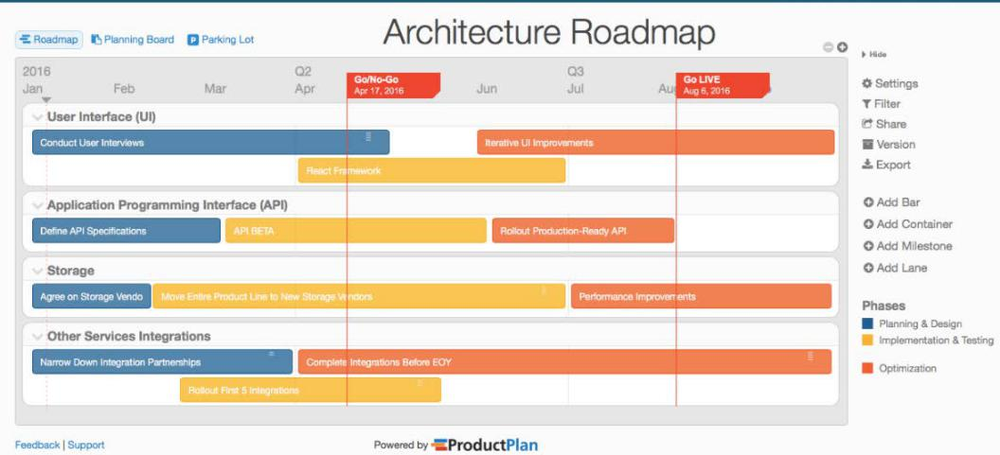 Architecture Roadmap
Roadmap Planning Board Parking Lot
Hide
2016 Q2 Q3
Jan Feb Mar Apr Jun Jul
Go/No-Go
Apr 17, 2016
Go LIVE
Aug 6, 2016
User Interface (UI)
Conduct User Interviews Iterative UI Improvements
React Framework
Application Programming Interface (API)
Define API Specifications API BETA Rollout Production-Ready API
Storage
Agree on Storage Vendo Move Entire Product Line to New Storage Vendors Performance Improvements
Other Services Integrations
Narrow Down Integration Partnerships Complete Integrations Before EOY
Rollout First 5 Integrations
Settings
Filter
Share
Version
Export
Add Bar
Add Container
Add Milestone
Add Lane
Phases
Planning & Design
Implementation & Testing
Optimization
Feedback | Support
Powered by ProductPlan